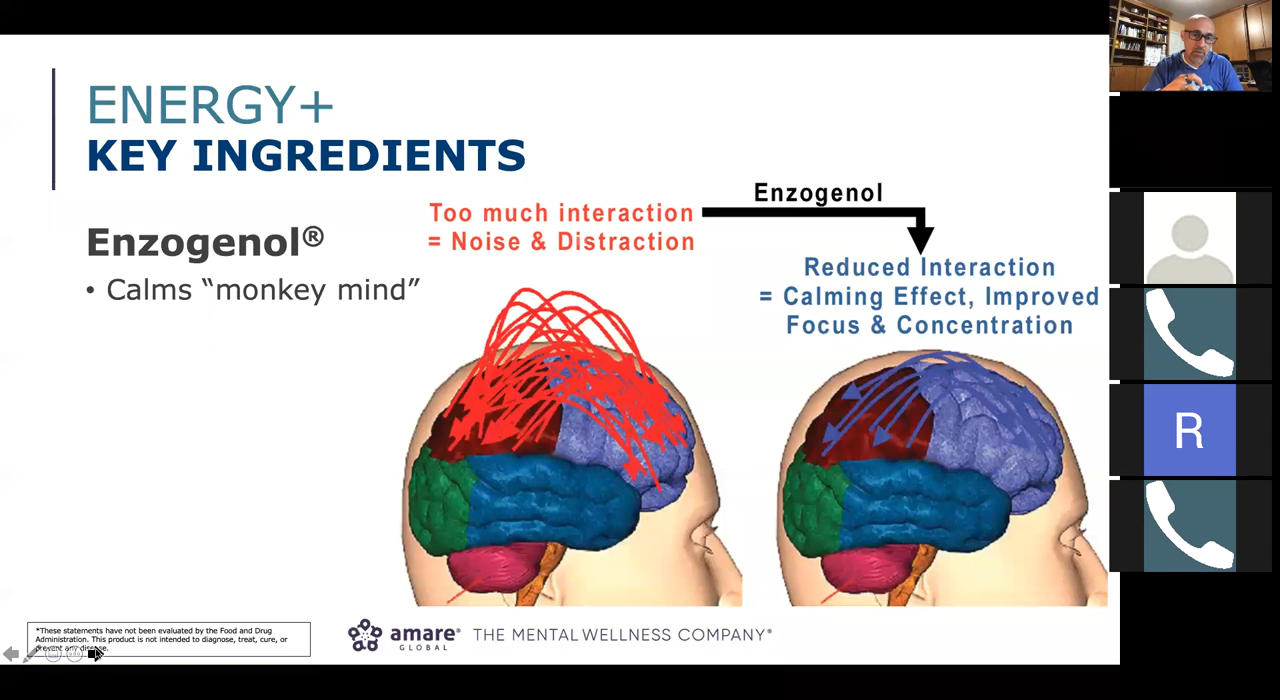 ENERGY+
KEY INGREDIENTS
Enzogenol®
• Calms “monkey mind”
Too much interaction
= Noise & Distraction
Enzogenol
Reduced Interaction
= Calming Effect, Improved
Focus & Concentration
*These statements have not been evaluated by the Food and Drug
Administration. This product is not intended to diagnose, treat, cure, or
prevent any disease.
amare®
GLOBAL
THE MENTAL WELLNESS COMPANY®
R